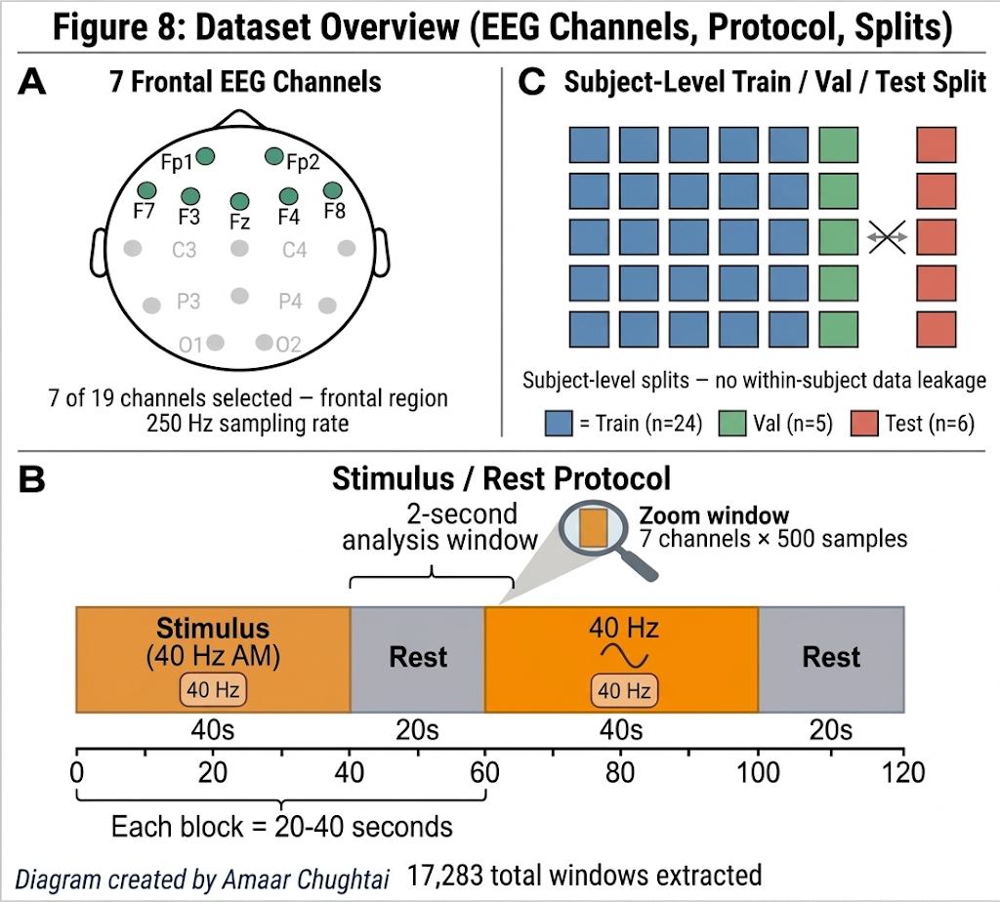 Figure 8: Dataset Overview (EEG Channels, Protocol, Splits)
A
7 Frontal EEG Channels
Fp1
Fp2
F7
F3
Fz
F4
F8
C3
C4
P3
P4
O1
O2
7 of 19 channels selected – frontal region
250 Hz sampling rate
C
Subject-Level Train / Val / Test Split
Subject-level splits – no within-subject data leakage
= Train (n=24)
Val (n=5)
Test (n=6)
B
Stimulus / Rest Protocol
2-second
analysis window
Zoom window
7 channels × 500 samples
Stimulus
(40 Hz AM)
40 Hz
Rest
40 Hz
40 Hz
Rest
40s
20s
40s
20s
0
20
40
60
80
100
120
Each block = 20-40 seconds
Diagram created by Amaar Chughtai
17,283 total windows extracted